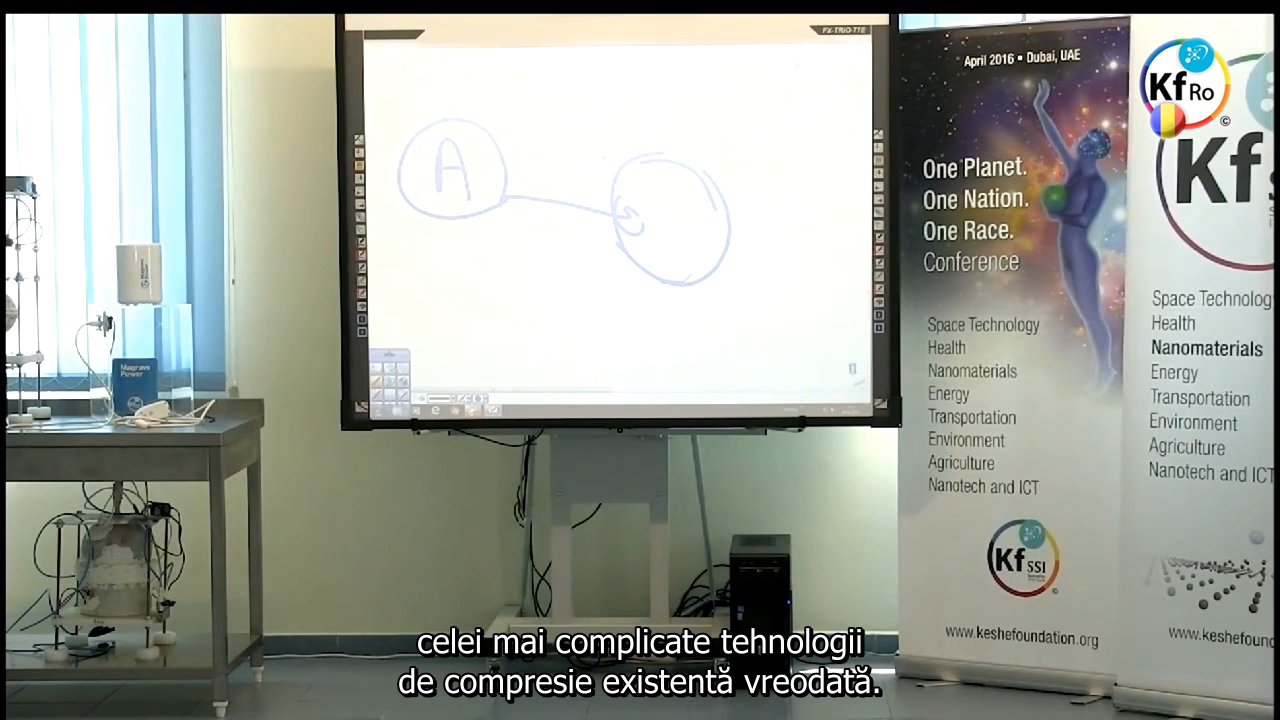 FX-TRIO-77E
A
Magravs
Power
April 2016 • Dubai, UAE
One Planet.
One Nation.
One Race.
Conference
Space Technology
Health
Nanomaterials
Energy
Transportation
Environment
Agriculture
Nanotech and ICT
Kf SSI
www.keshefoundation.org
Kf Ro
©
Kf
Space Technolog
Health
Nanomaterials
Energy
Transportation
Environment
Agriculture
Nanotech and ICT
www.keshefounda
celei mai complicate tehnologii
de compresie existentă vreodată.